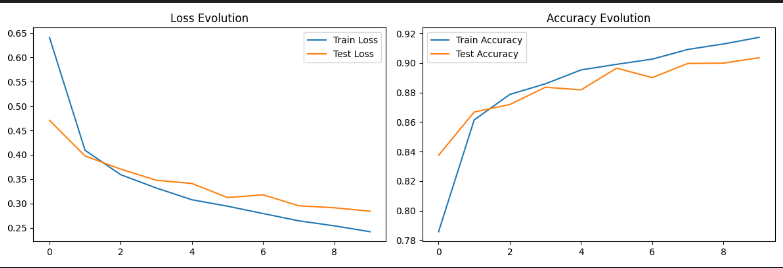 Loss Evolution
Train Loss
Test Loss
0.65
0.60
0.55
0.50
0.45
0.40
0.35
0.30
0.25
0 2 4 6 8
Accuracy Evolution
Train Accuracy
Test Accuracy
0.92
0.90
0.88
0.86
0.84
0.82
0.80
0.78
0 2 4 6 8